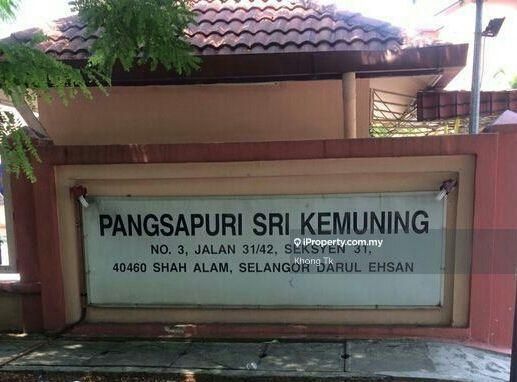 PANGSAPURI SRI KEMUNING
NO. 3, JALAN 31/42, SEKSYEN 31,
40460 SHAH ALAM, SELANGOR DARUL EHSAN
iProperty.com.my
Khong Tk